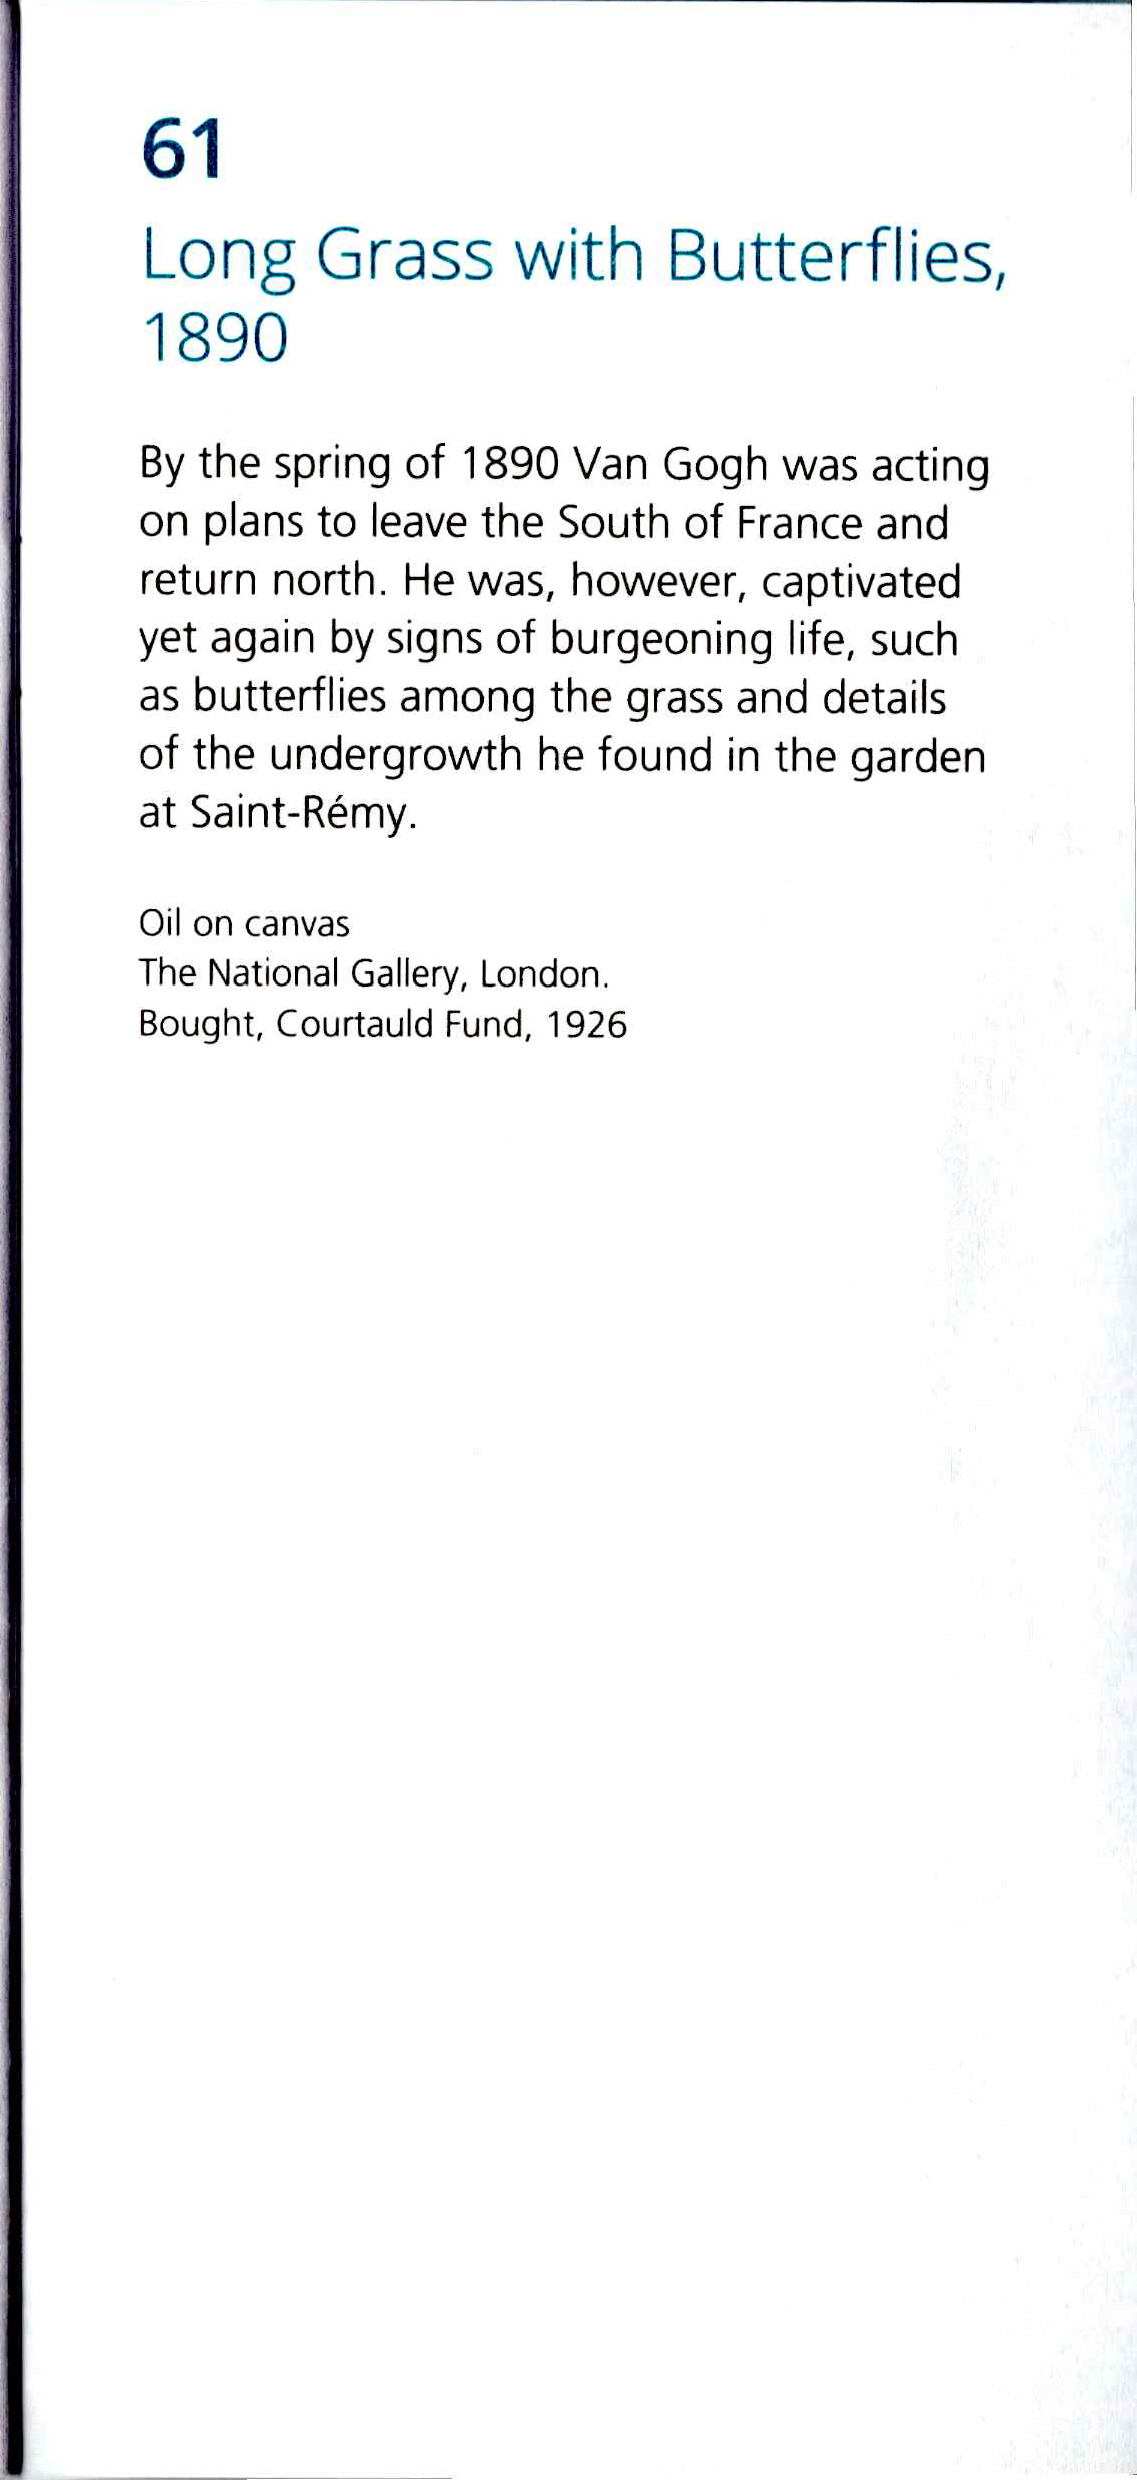 61
Long Grass with Butterflies,
1890
By the spring of 1890 Van Gogh was acting
on plans to leave the South of France and
return north. He was, however, captivated
yet again by signs of burgeoning life, such
as butterflies among the grass and details
of the undergrowth he found in the garden
at Saint-Rémy.
Oil on canvas
The National Gallery, London.
Bought, Courtauld Fund, 1926